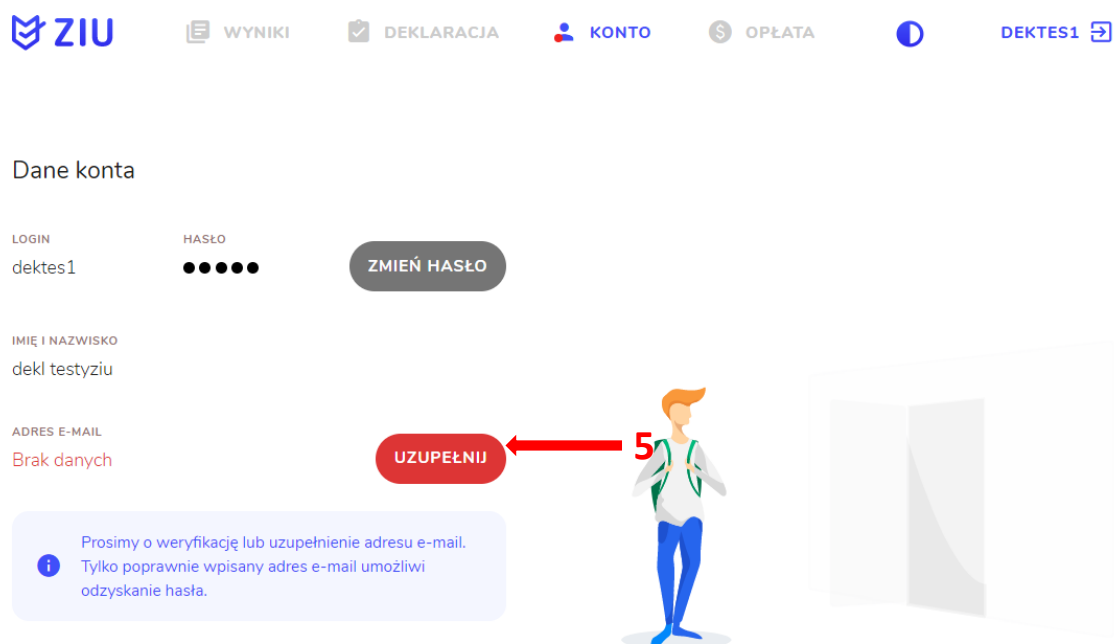 ZIU WYNIKI DEKLARACJA KONTO OPŁATA DEKTES1
Dane konta
LOGIN HASŁO
dektes1 ●●●●● ZMIEŃ HASŁO
IMIĘ I NAZWISKO
dekl testyziu
ADRES E-MAIL
Brak danych UZUPEŁNIJ 5
Prosimy o weryfikację lub uzupełnienie adresu e-mail.
Tylko poprawnie wpisany adres e-mail umożliwi
odzyskanie hasła.